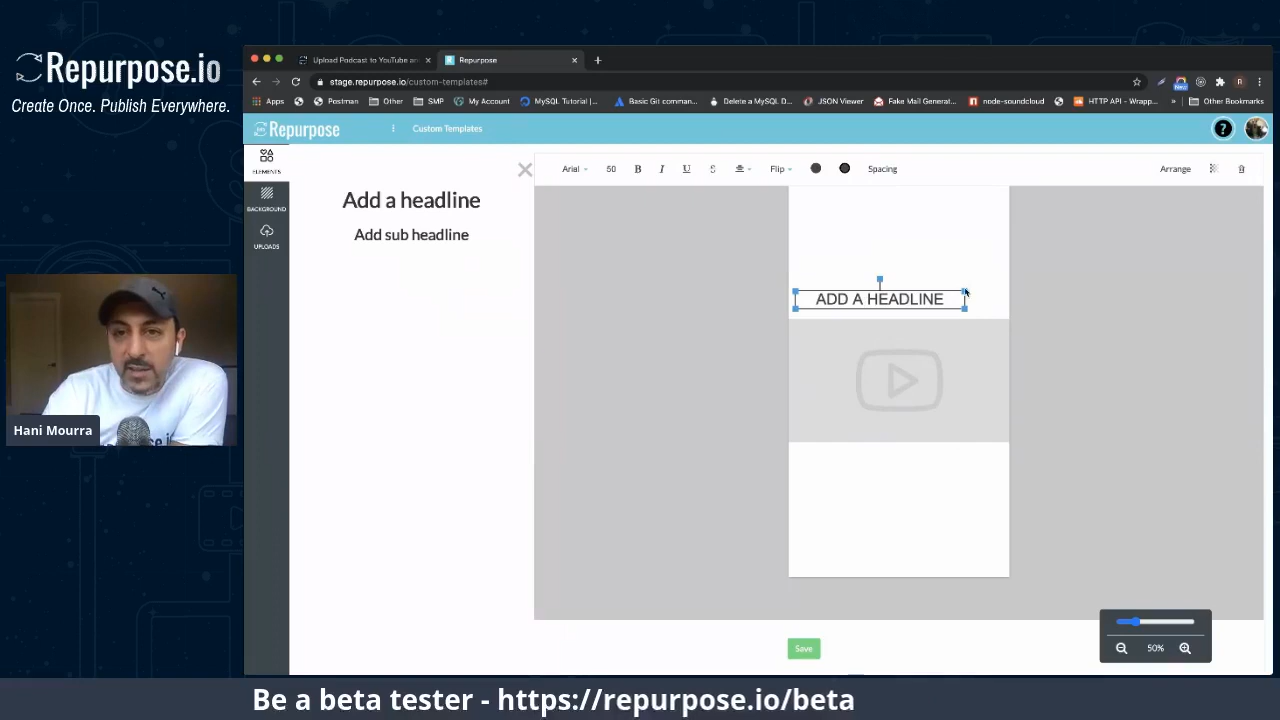 Repurpose.io
Create Once. Publish Everywhere.
Upload Podcast to YouTube an
Repurpose
stage.repurpose.io/custom-templates#
New
Apps
Postman
Other
SMP
My Account
MySQL Tutorial |...
Basic Git comman...
Delete a MySQL D...
JSON Viewer
Fake Mail Generat...
node-soundcloud
HTTP API - Wrapp...
»
Other Bookmarks
Repurpose
Custom Templates
?
ELEMENTS
BACKGROUND
UPLOADS
Add a headline
Add sub headline
Arial
50
B
I
U
S
Flip
Spacing
Arrange
ADD A HEADLINE
Hani Mourra
Save
50%
Be a beta tester - https://repurpose.io/beta